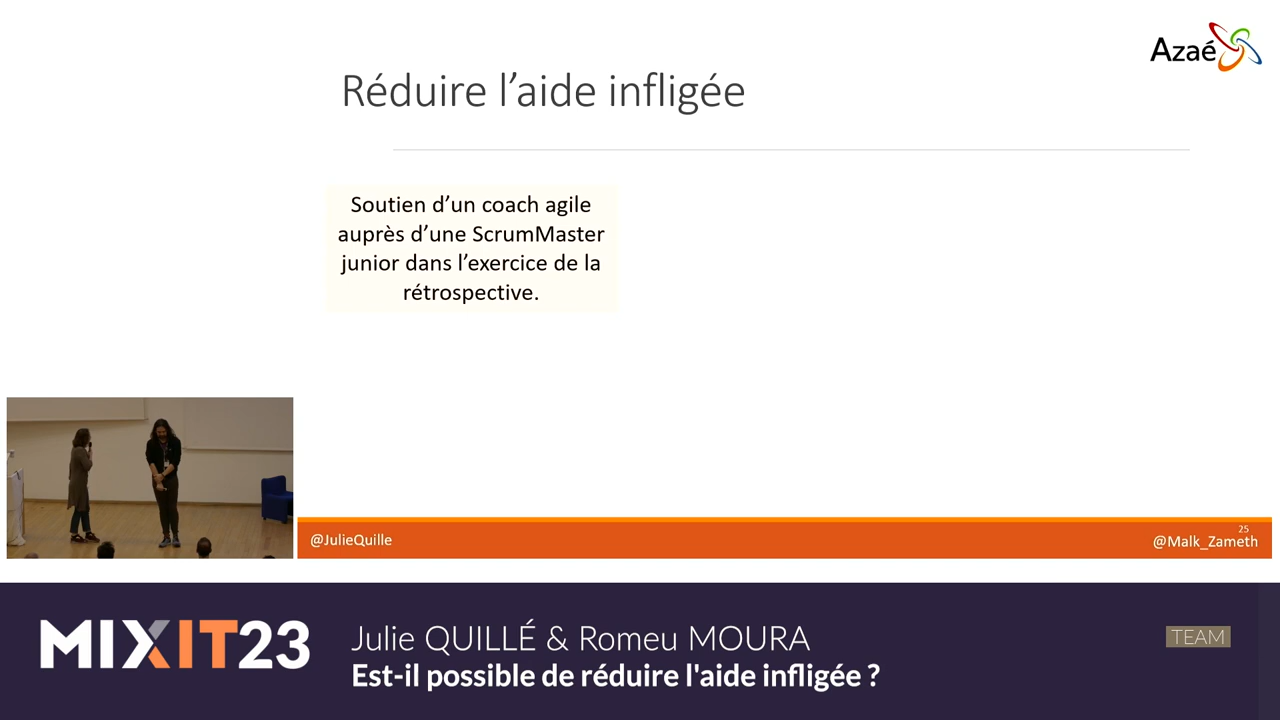 Azaé
Réduire l’aide infligée
Soutien d’un coach agile
auprès d’une ScrumMaster
junior dans l’exercice de la
rétrospective.
@JulieQuille
25
@Malk_Zameth
MIXIT23
Julie QUILLÉ & Romeu MOURA
TEAM
Est-il possible de réduire l'aide infligée ?